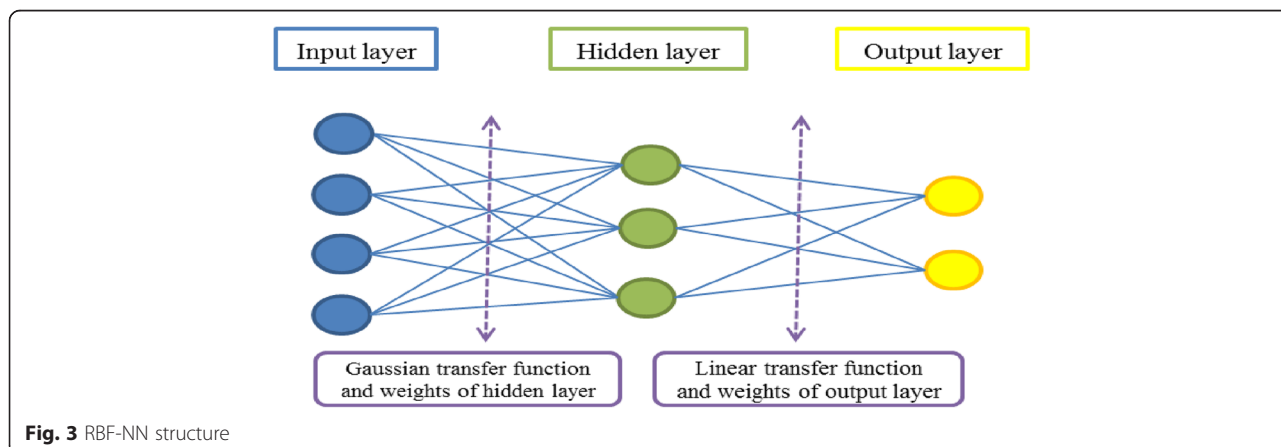 Input layer
Hidden layer
Output layer
Gaussian transfer function
and weights of hidden layer
Linear transfer function
and weights of output layer
Fig. 3 RBF-NN structure